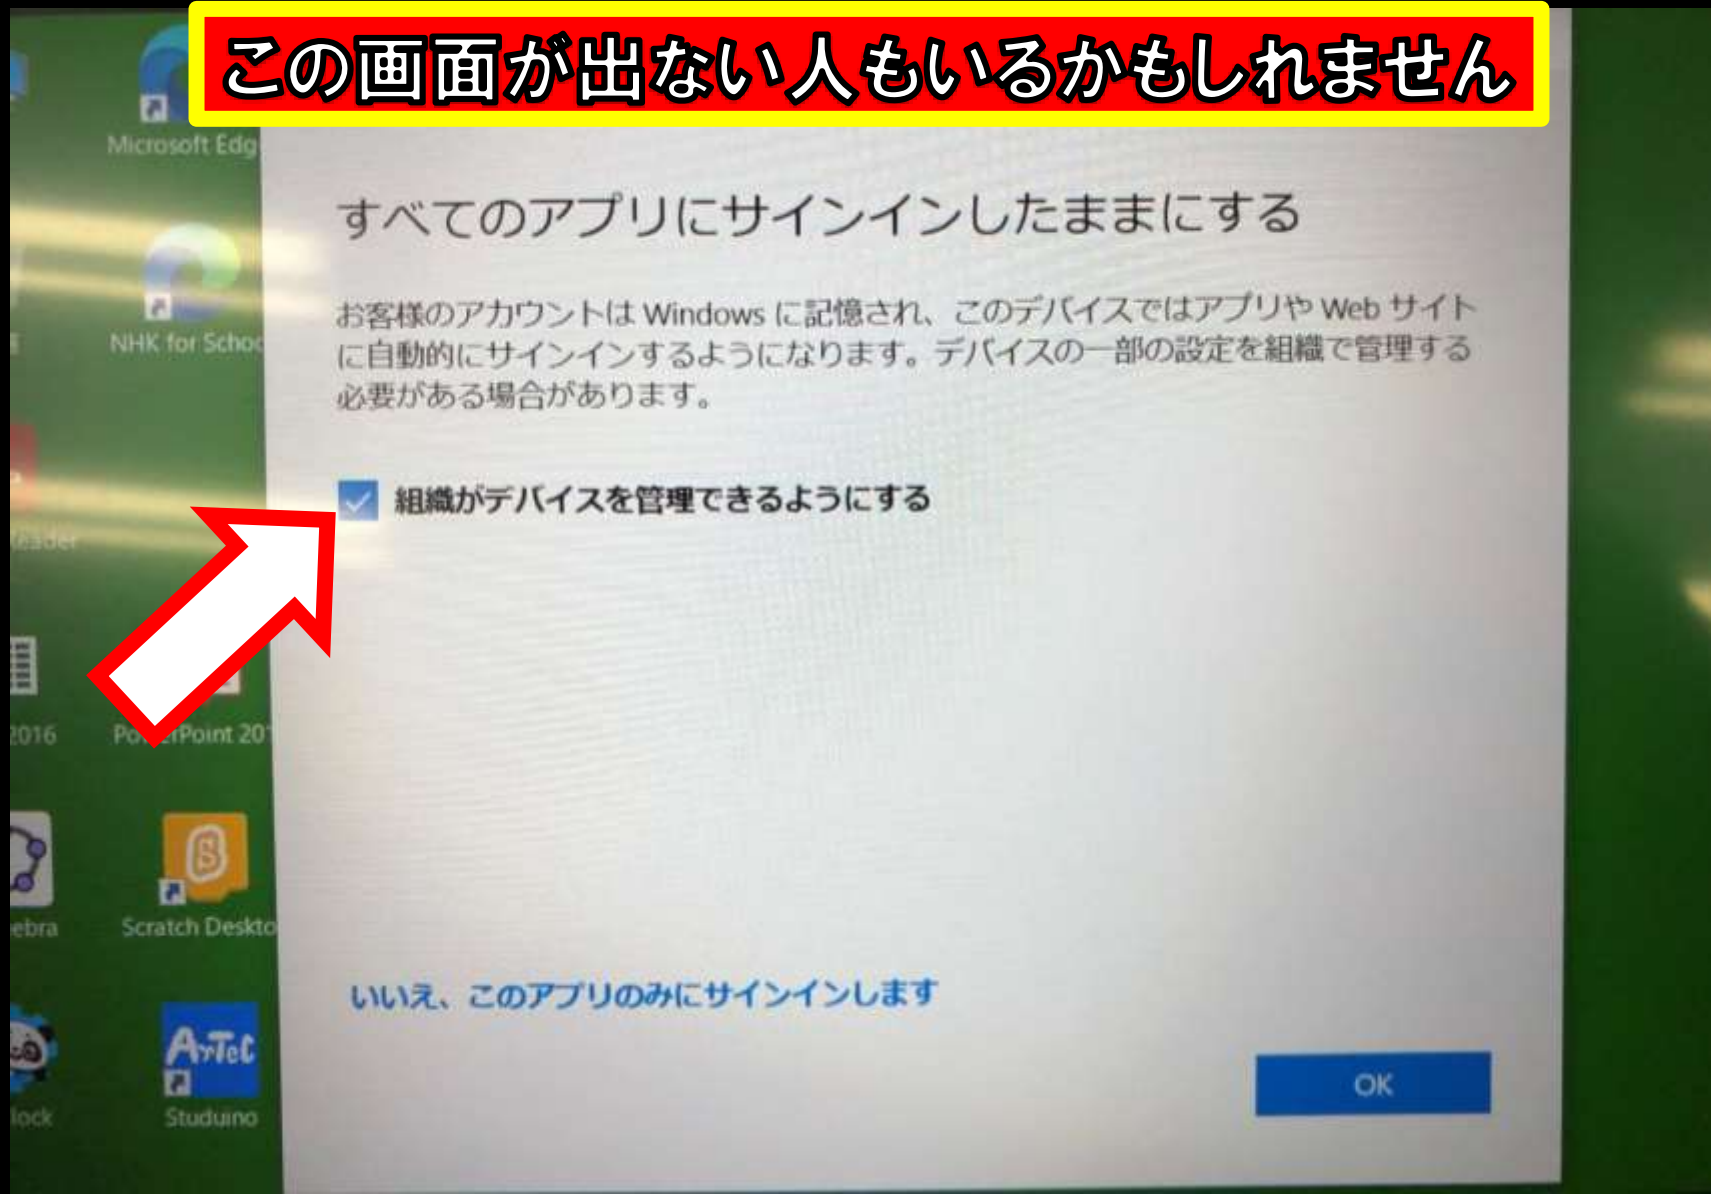 この画面が出ない人もいるかもしれません
Microsoft Edg
すべてのアプリにサインインしたままにする
お客様のアカウントは Windows に記憶され、このデバイスではアプリや Web サイト
NHK for Schoo
に自動的にサインインするようになります。デバイスの一部の設定を組織で管理する
必要がある場合があります。
組織がデバイスを管理できるようにする
eader
2016
PowerPoint 201
ebra
Scratch Deskto
いいえ、このアプリのみにサインインします
ArTeC
OK
lock
Studuino